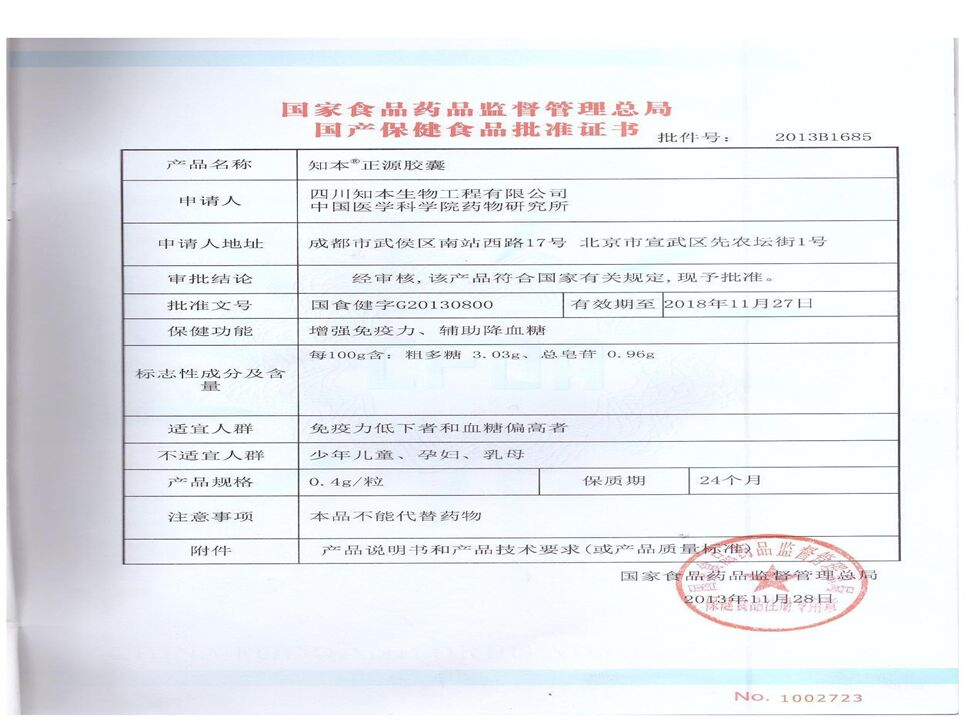 国家食品药品监督管理总局
国产保健食品批准证书
批件号： 2013B1685
产品名称 知本®正源胶囊
申请人 四川知本生物工程有限公司
中国医学科学院药物研究所
申请人地址 成都市武侯区南站西路17号 北京市宣武区先农坛街1号
审批结论 经审核,该产品符合国家有关规定,现予批准。
批准文号 国食健字G20130800 有效期至 2018年11月27日
保健功能 增强免疫力、辅助降血糖
标志性成分及含
量
每100g含: 粗多糖 3.03g、总皂苷 0.96g
适宜人群 免疫力低下者和血糖偏高者
不适宜人群 少年儿童、孕妇、乳母
产品规格 0.4g/粒 保质期 24个月
注意事项 本品不能代替药物
附件 产品说明书和产品技术要求(或产品质量标准)
国家食品药品监督管理总局
2013年11月28日
国家食品药品监督管理总局
保健食品注册专用章
No. 1002723